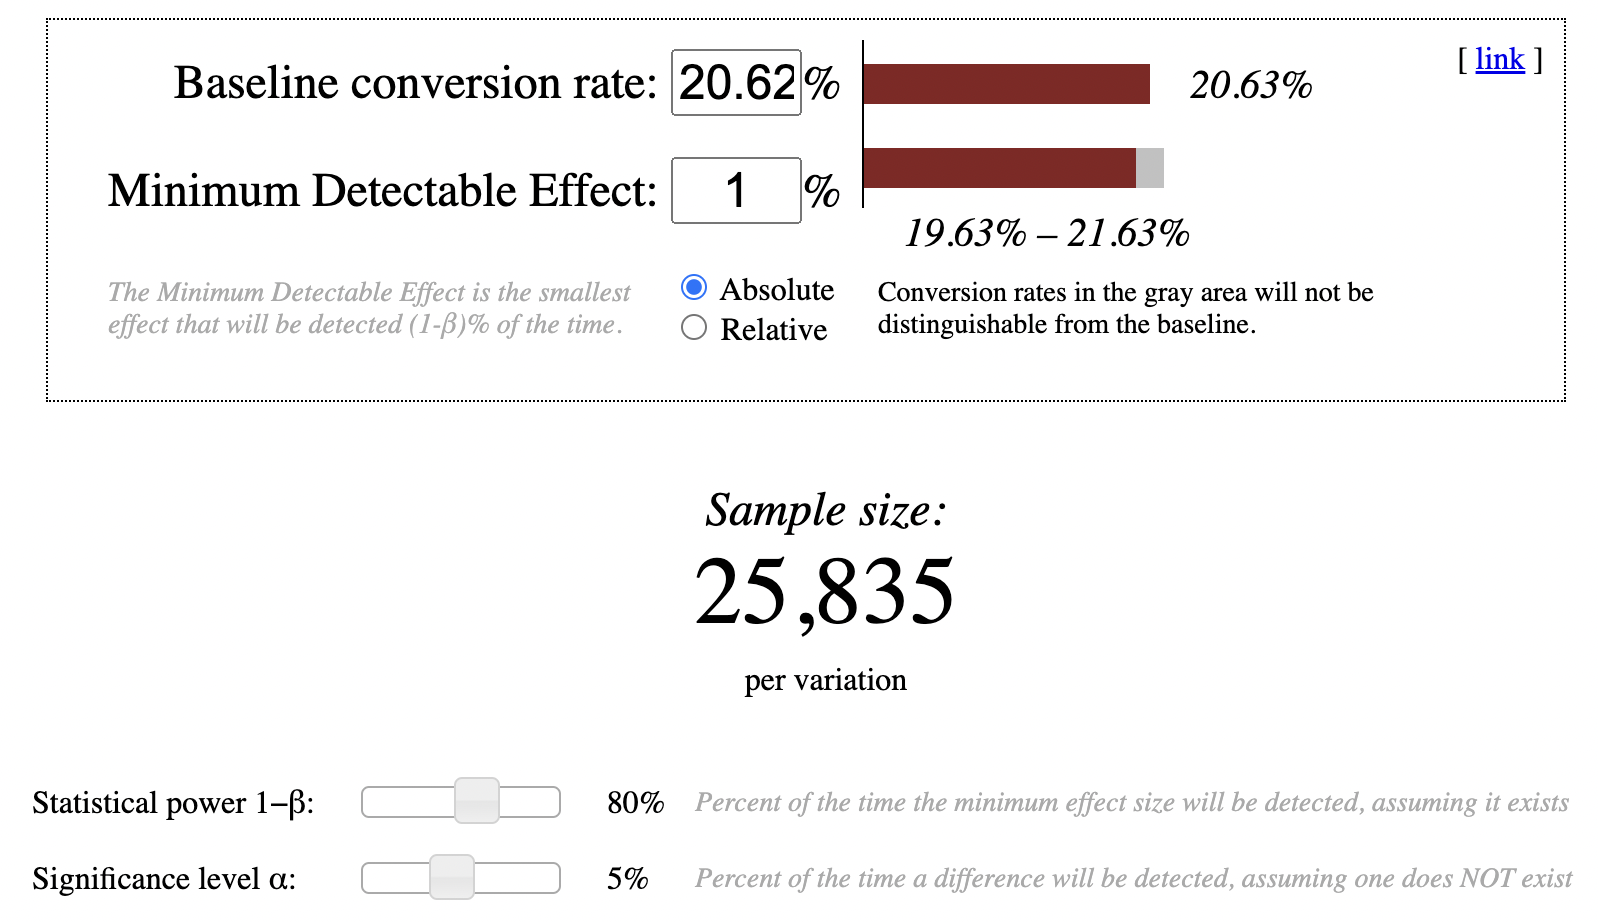 [ link ]
Baseline conversion rate: 20.62 % 20.63%
Minimum Detectable Effect: 1 %
19.63% – 21.63%
The Minimum Detectable Effect is the smallest
effect that will be detected (1-β)% of the time.
Absolute
Relative
Conversion rates in the gray area will not be
distinguishable from the baseline.
Sample size:
25,835
per variation
Statistical power 1–β: 80% Percent of the time the minimum effect size will be detected, assuming it exists
Significance level α: 5% Percent of the time a difference will be detected, assuming one does NOT exist